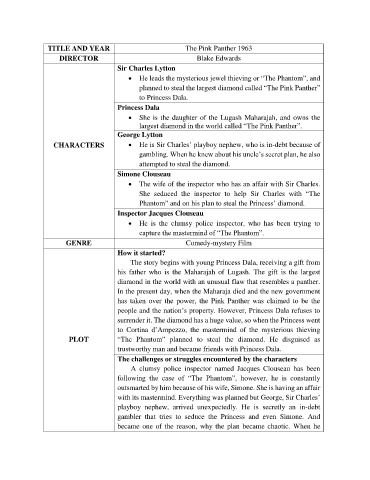 TITLE AND YEAR The Pink Panther 1963
DIRECTOR Blake Edwards
Sir Charles Lytton
• He leads the mysterious jewel thieving or “The Phantom”, and
planned to steal the largest diamond called “The Pink Panther”
to Princess Dala.
Princess Dala
• She is the daughter of the Lugash Maharajah, and owns the
largest diamond in the world called “The Pink Panther”.
George Lytton
CHARACTERS • He is Sir Charles’ playboy nephew, who is in-debt because of
gambling. When he knew about his uncle’s secret plan, he also
attempted to steal the diamond.
Simone Clouseau
• The wife of the inspector who has an affair with Sir Charles.
She seduced the inspector to help Sir Charles with “The
Phantom” and on his plan to steal the Princess’ diamond.
Inspector Jacques Clouseau
• He is the clumsy police inspector, who has been trying to
capture the mastermind of “The Phantom”.
GENRE Comedy-mystery Film
How it started?
The story begins with young Princess Dala, receiving a gift from
his father who is the Maharajah of Lugash. The gift is the largest
diamond in the world with an unusual flaw that resembles a panther.
In the present day, when the Maharaja died and the new government
has taken over the power, the Pink Panther was claimed to be the
people and the nation’s property. However, Princess Dala refuses to
surrender it. The diamond has a huge value, so when the Princess went
to Cortina d’Ampezzo, the mastermind of the mysterious thieving
PLOT “The Phantom” planned to steal the diamond. He disguised as
trustworthy man and became friends with Princess Dala.
The challenges or struggles encountered by the characters
A clumsy police inspector named Jacques Clouseau has been
following the case of “The Phantom”, however, he is constantly
outsmarted by him because of his wife, Simone. She is having an affair
with its mastermind. Everything was planned but George, Sir Charles’
playboy nephew, arrived unexpectedly. He is secretly an in-debt
gambler that tries to seduce the Princess and even Simone. And
became one of the reason, why the plan became chaotic. When he